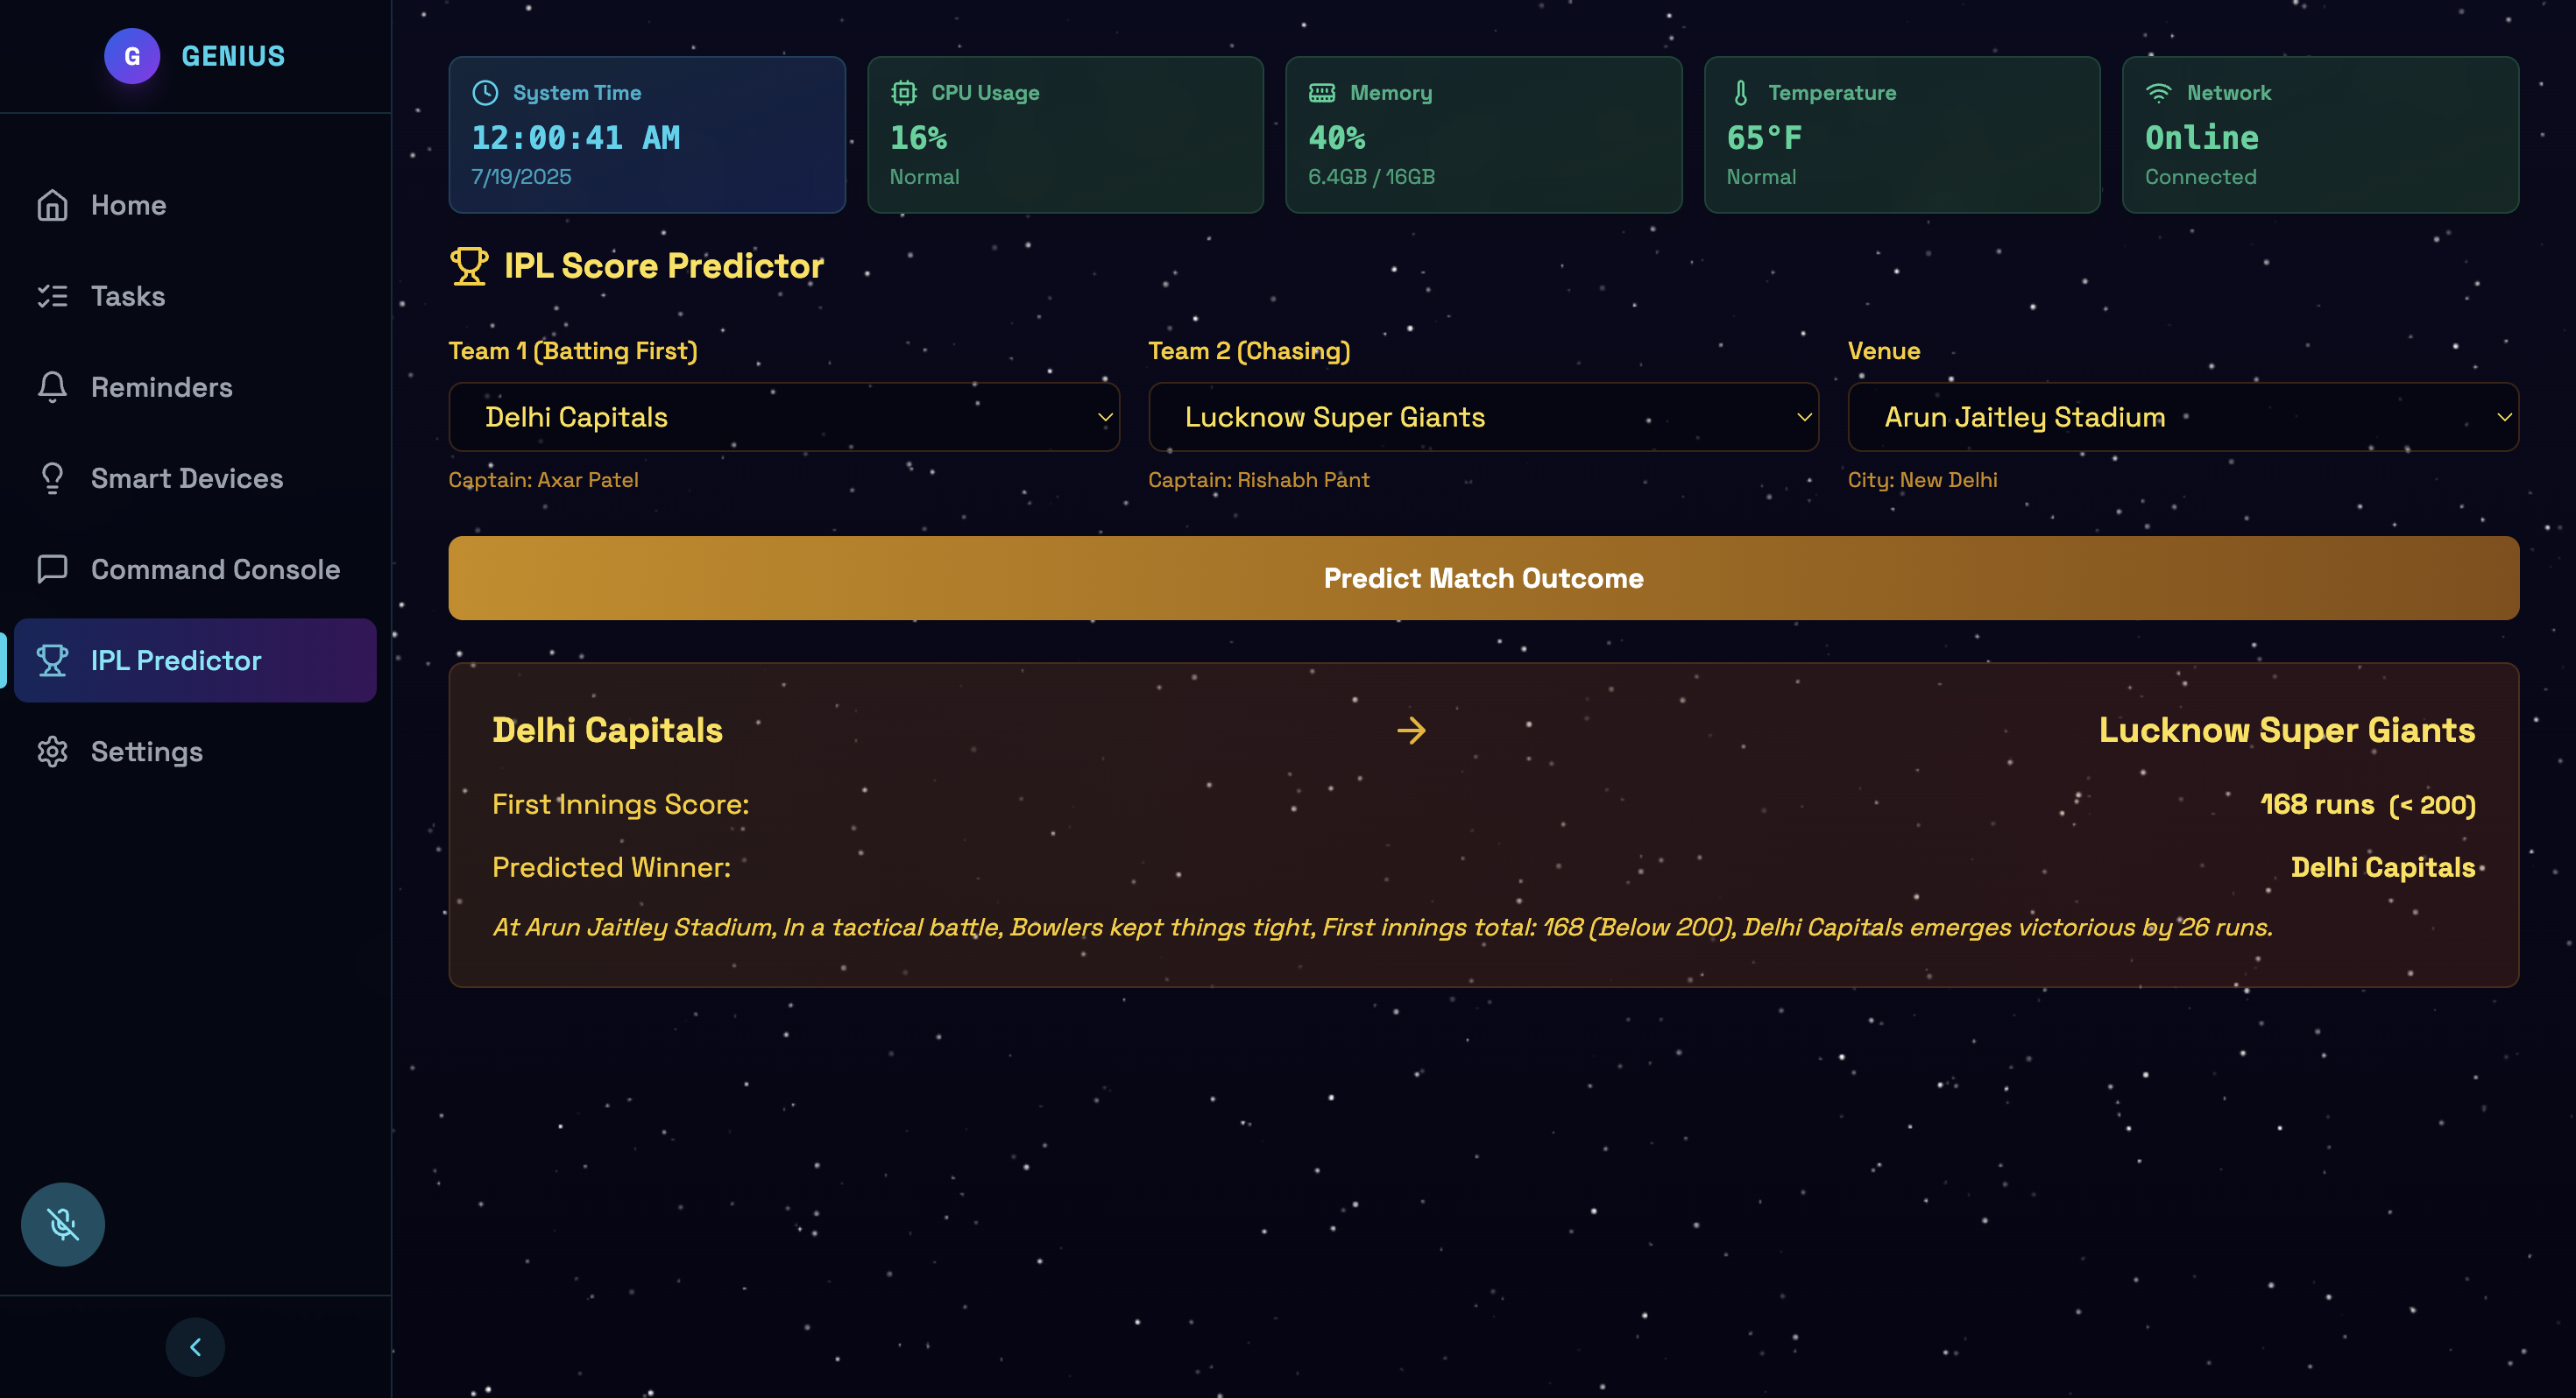 G GENIUS
Home
Tasks
Reminders
Smart Devices
Command Console
IPL Predictor
Settings
System Time
12:00:41 AM
7/19/2025
CPU Usage
16%
Normal
Memory
40%
6.4GB / 16GB
Temperature
65°F
Normal
Network
Online
Connected
IPL Score Predictor
Team 1 (Batting First)
Delhi Capitals
Captain: Axar Patel
Team 2 (Chasing)
Lucknow Super Giants
Captain: Rishabh Pant
Venue
Arun Jaitley Stadium
City: New Delhi
Predict Match Outcome
Delhi Capitals → Lucknow Super Giants
First Innings Score: 168 runs (< 200)
Predicted Winner: Delhi Capitals
At Arun Jaitley Stadium, In a tactical battle, Bowlers kept things tight, First innings total: 168 (Below 200), Delhi Capitals emerges victorious by 26 runs.